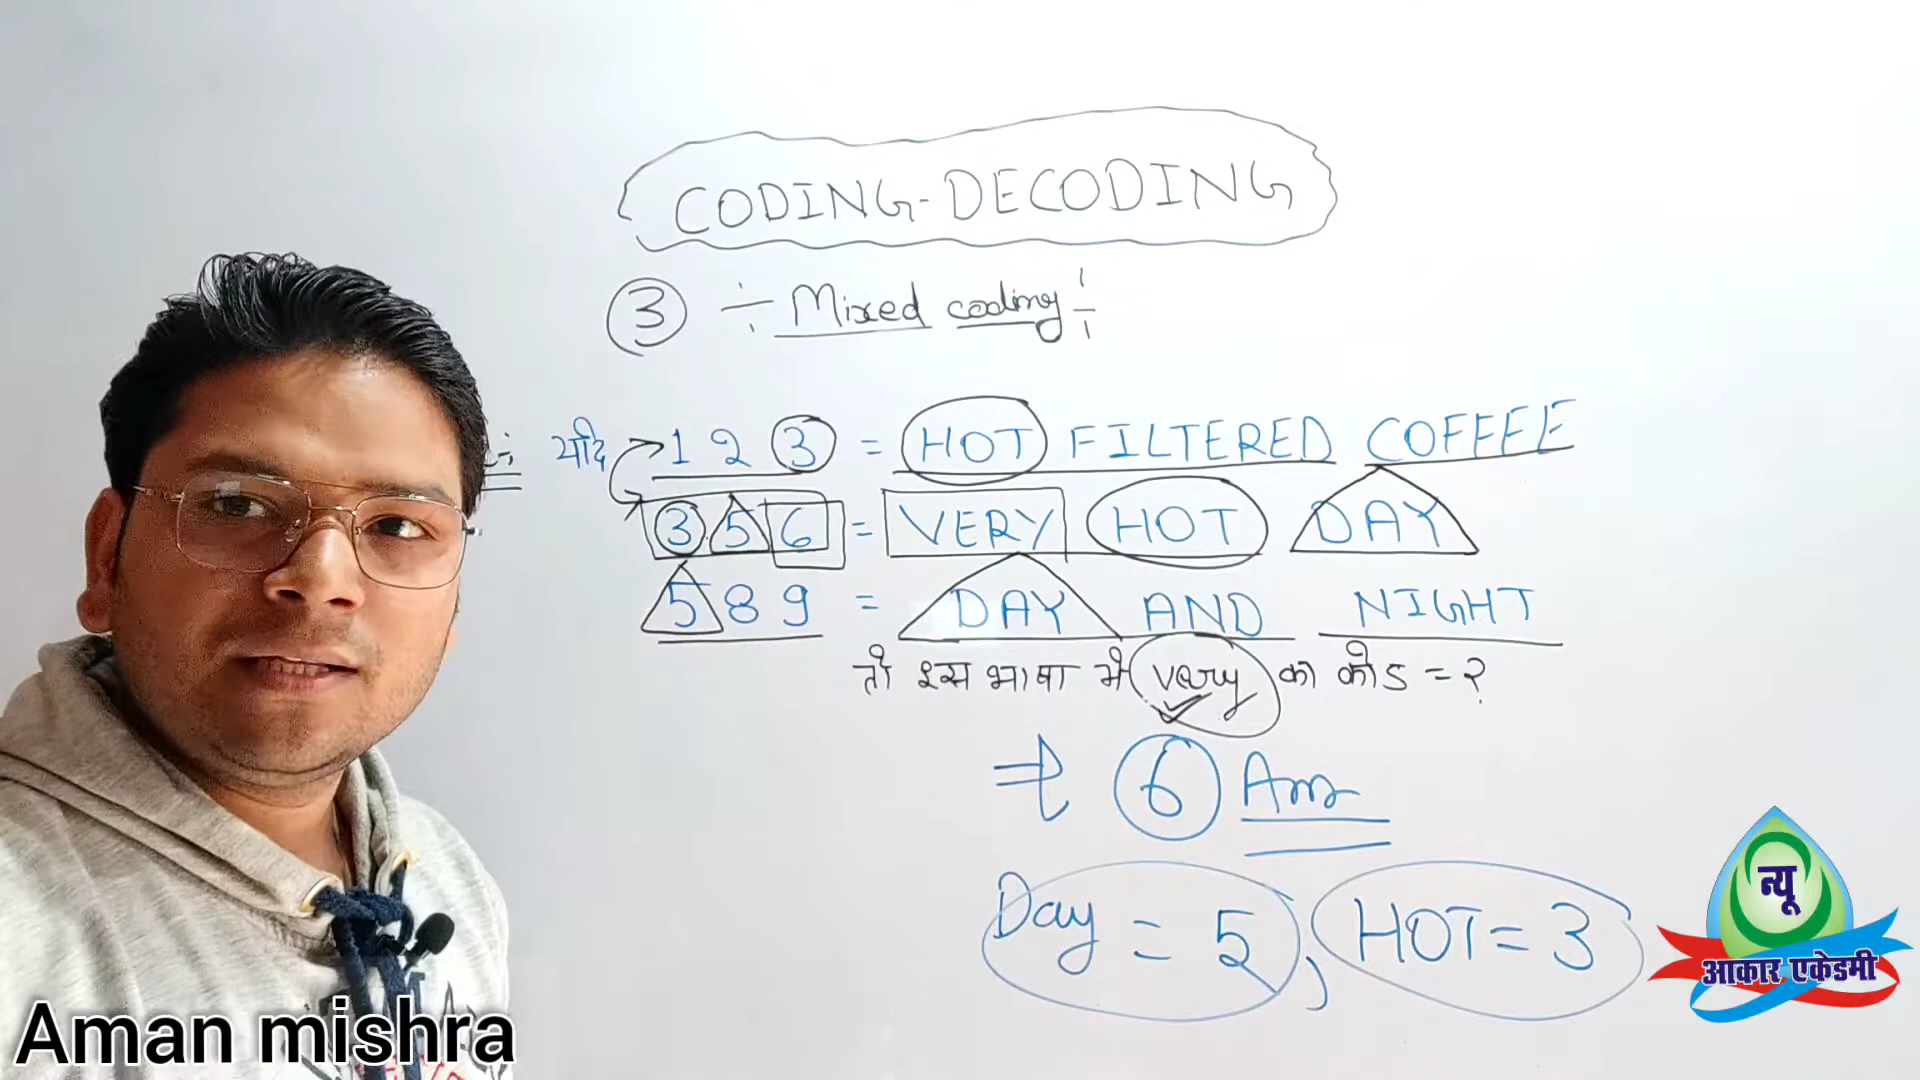 CODING-DECODING
3 ÷ Mixed coding ÷
यदि 1 2 3 = HOT FILTERED COFFEE
3 5 6 = VERY HOT DAY
5 8 9 = DAY AND NIGHT
तो इस भाषा में very का कोड = ?
⇒ 6 Ans
Day = 5, HOT = 3
न्यू
आकार एकेडमी
Aman mishra